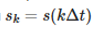 s_k = s(kΔt)